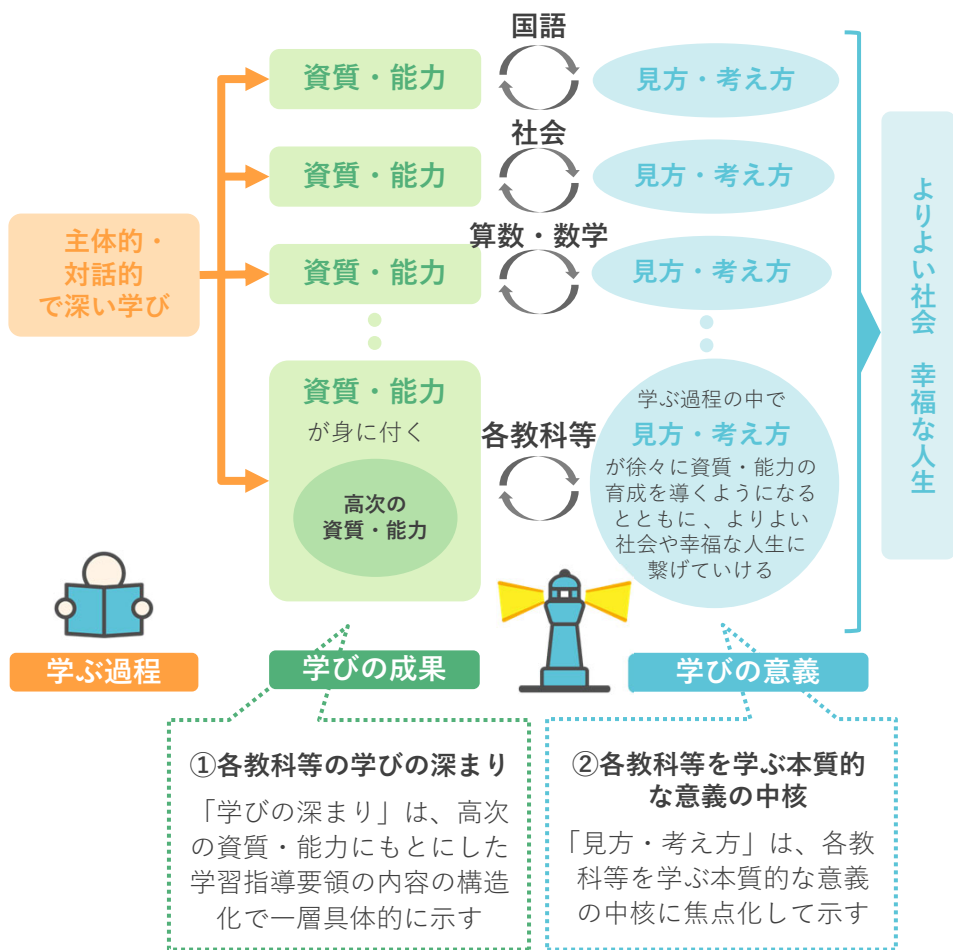 国語
資質・能力
見方・考え方
社会
資質・能力
見方・考え方
算数・数学
資質・能力
見方・考え方
主体的・
対話的
で深い学び
資質・能力
が身に付く
高次の
資質・能力
各教科等
学ぶ過程の中で
見方・考え方
が徐々に資質・能力の
育成を導くようになる
とともに 、よりよい
社会や幸福な人生に
繋げていける
よりよい社会　幸福な人生
学ぶ過程
学びの成果
学びの意義
①各教科等の学びの深まり
「学びの深まり」は、高次
の資質・能力にもとにした
学習指導要領の内容の構造
化で一層具体的に示す
②各教科等を学ぶ本質的
な意義の中核
「見方・考え方」は、各教
科等を学ぶ本質的な意義
の中核に焦点化して示す